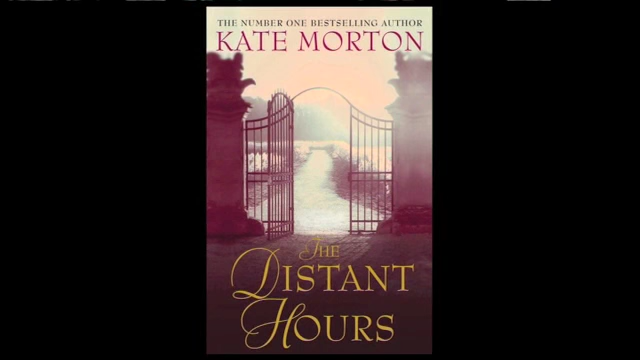 THE NUMBER ONE BESTSELLING AUTHOR
KATE MORTON
THE
DISTANT
HOURS